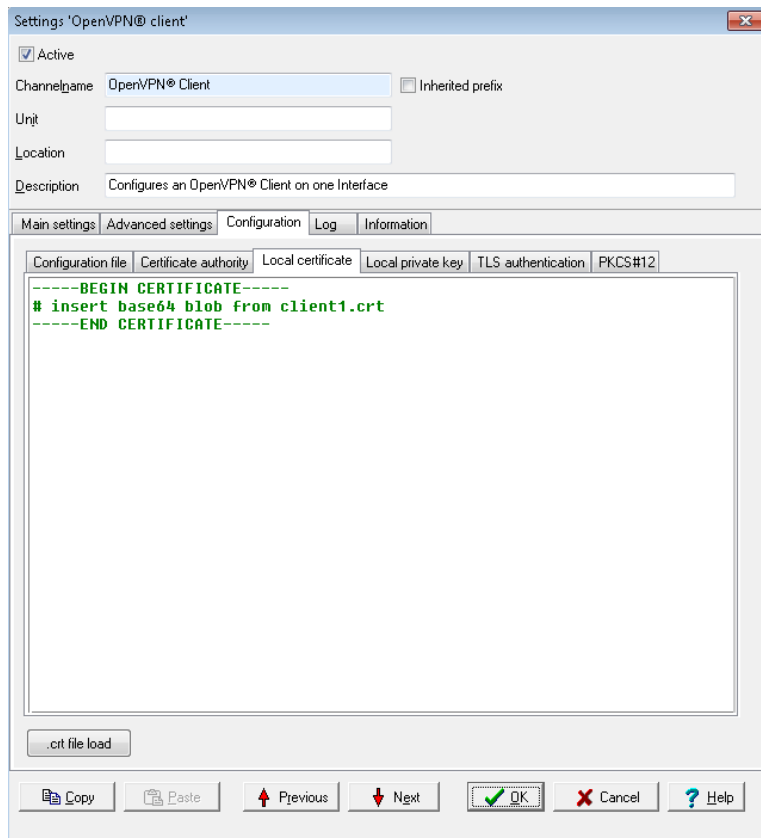 Settings 'OpenVPN® client'
Active
Channelname OpenVPN® Client Inherited prefix
Unit
Location
Description Configures an OpenVPN® Client on one Interface
Main settings Advanced settings Configuration Log Information
Configuration file Certificate authority Local certificate Local private key TLS authentication PKCS#12
-----BEGIN CERTIFICATE-----
# insert base64 blob from client1.crt
-----END CERTIFICATE-----
.crt file load
Copy Paste Previous Next OK Cancel ? Help